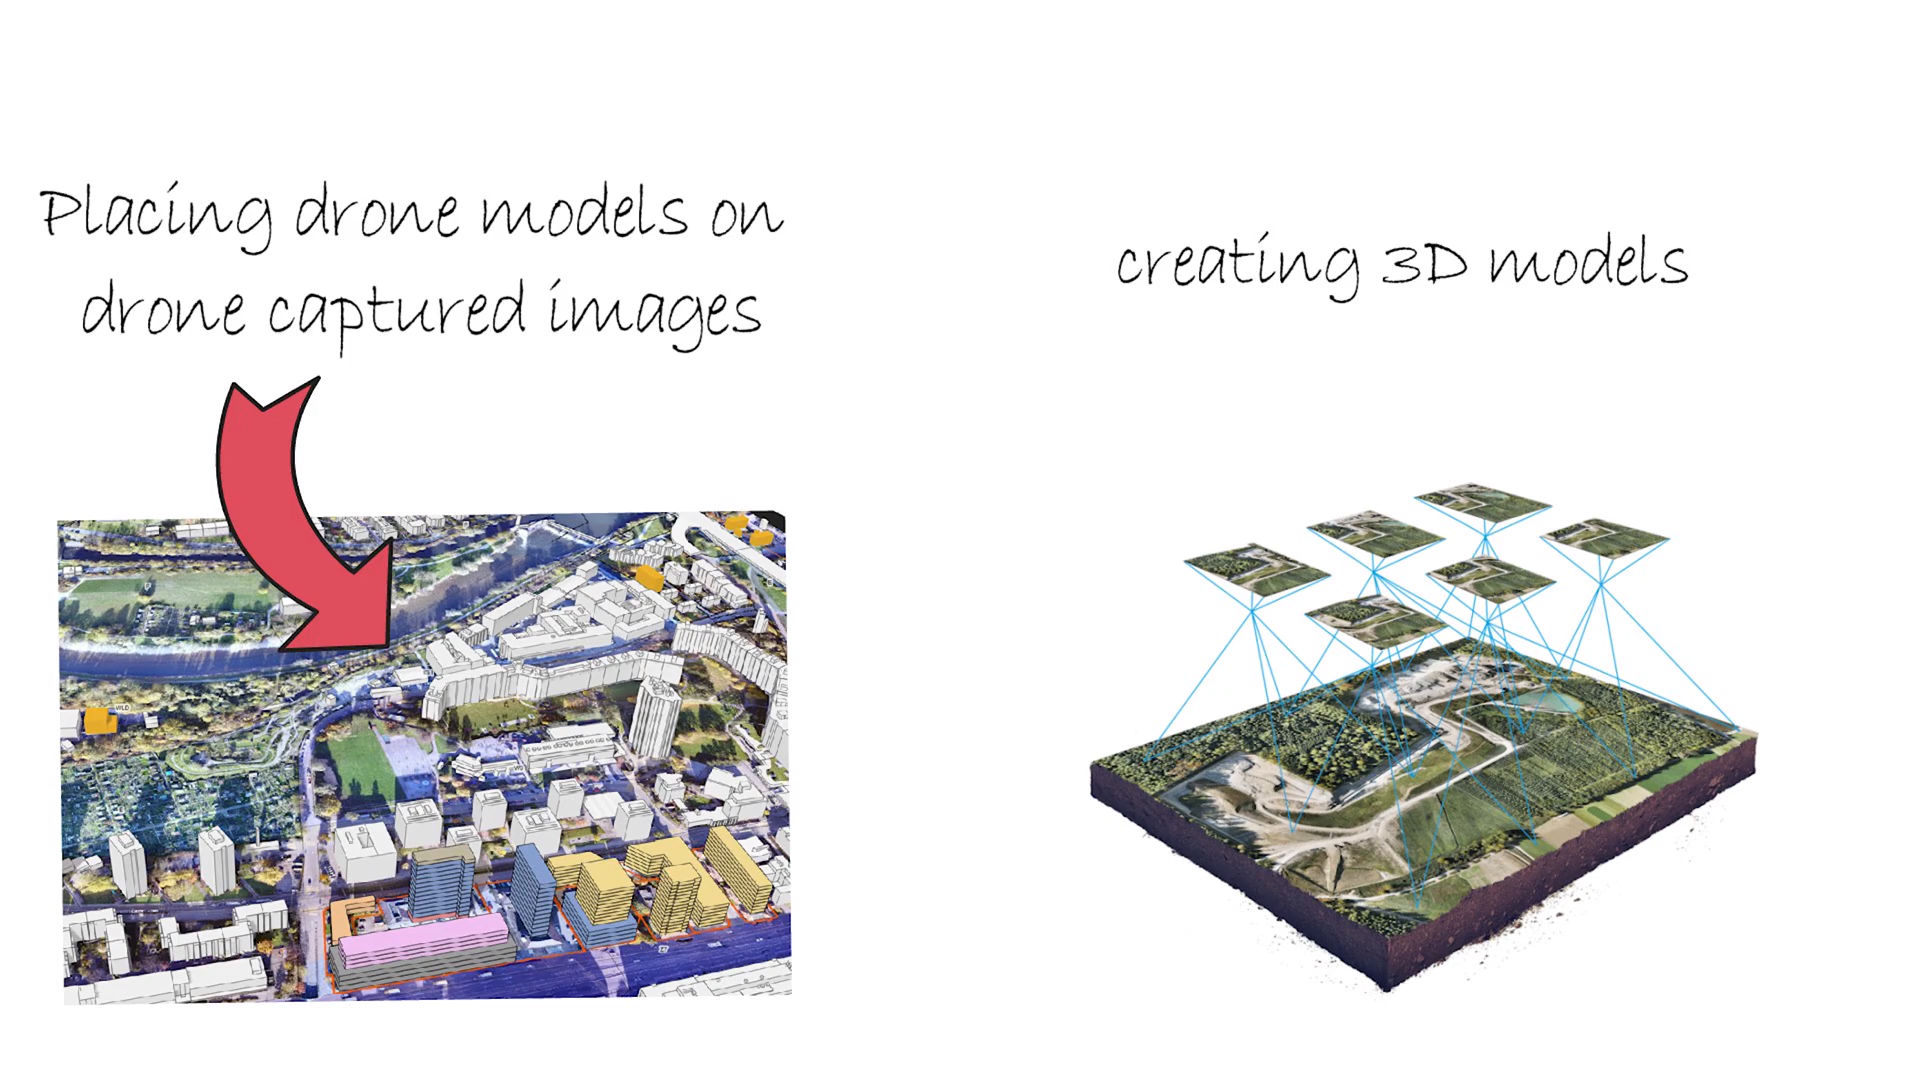 Placing drone models on
drone captured images
creating 3D models